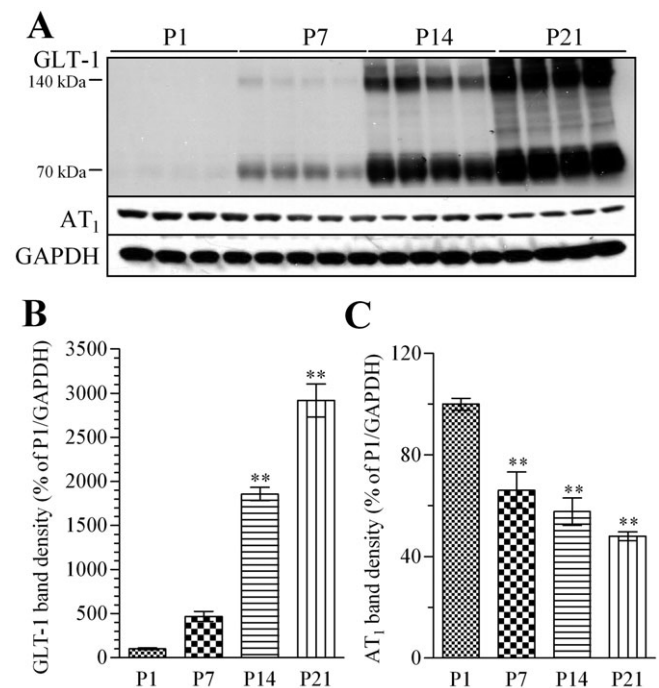 A
P1 P7 P14 P21
GLT-1
140 kDa
70 kDa
AT₁
GAPDH
B
GLT-1 band density (% of P1/GAPDH)
3500
3000
2500
2000
1500
1000
500
0
**
**
P1 P7 P14 P21
C
AT₁ band density (% of P1/GAPDH)
120
80
40
0
**
**
**
P1 P7 P14 P21